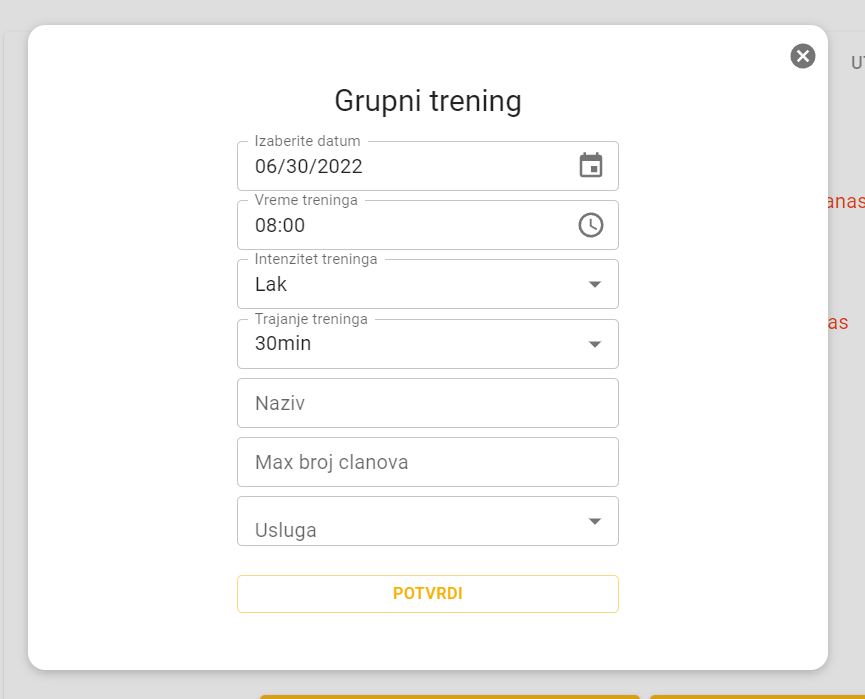 Grupni trening
Izaberite datum
06/30/2022
Vreme treninga
08:00
Intenzitet treninga
Lak
Trajanje treninga
30min
Naziv
Max broj clanova
Usluga
POTVRDI